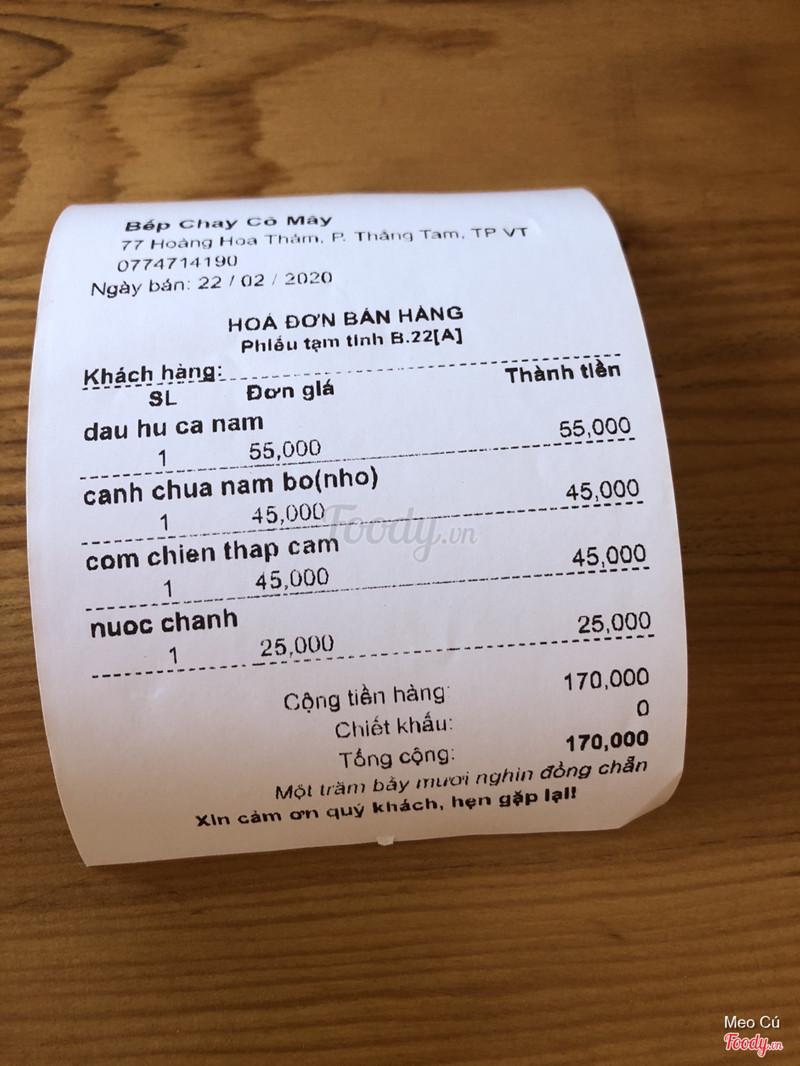 Bếp Chay Cô Mây
77 Hoàng Hoa Thám, P. Thắng Tam, TP VT
0774714190
Ngày bán: 22 / 02 / 2020
HOÁ ĐƠN BÁN HÀNG
Phiếu tạm tính B.22[A]
Khách hàng:
SL Đơn giá Thành tiền
dau hu ca nam
1 55,000 55,000
canh chua nam bo(nho)
1 45,000 45,000
com chien thap cam
1 45,000 45,000
nuoc chanh
1 25,000 25,000
Cộng tiền hàng: 170,000
Chiết khấu: 0
Tổng cộng: 170,000
Một trăm bảy mươi nghìn đồng chẵn
Xin cảm ơn quý khách, hẹn gặp lại!
Foody.vn
Meo Cú
Foody.vn